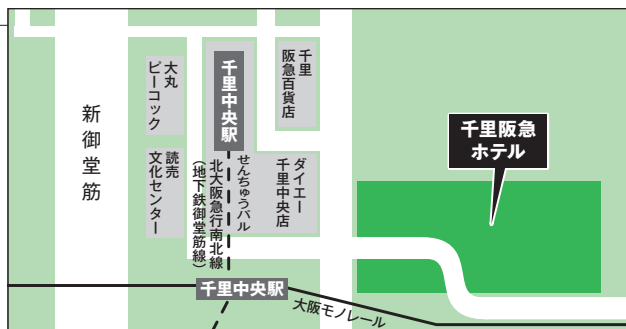 新御堂筋
大丸
ピーコック
読売
文化センター
千里中央駅
せんちゅうパル
北大阪急行南北線
(地下鉄御堂筋線)
千里
阪急百貨店
ダイエー
千里中央店
千里阪急
ホテル
千里中央駅
大阪モノレール